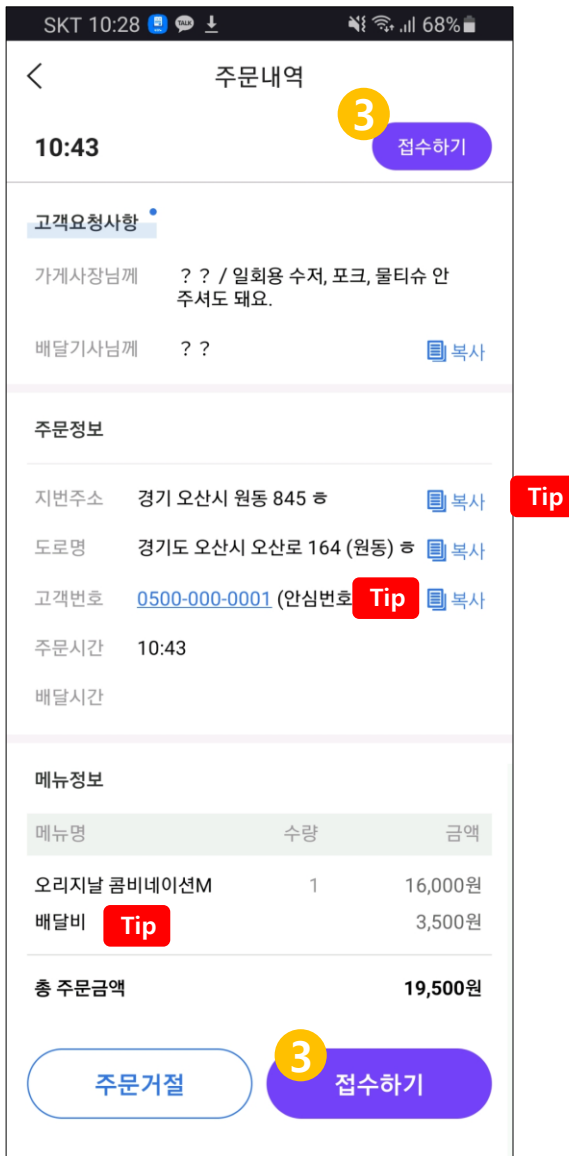 SKT 10:28 TALK 68%
주문내역
3
10:43 접수하기
고객요청사항
가게사장님께 ? ? / 일회용 수저, 포크, 물티슈 안
주셔도 돼요.
배달기사님께 ? ? 복사
주문정보
지번주소 경기 오산시 원동 845 ㅎ 복사 Tip
도로명 경기도 오산시 오산로 164 (원동) ㅎ 복사
고객번호 0500-000-0001 (안심번호 Tip 복사
주문시간 10:43
배달시간
메뉴정보
메뉴명 수량 금액
오리지날 콤비네이션M 1 16,000원
배달비 Tip 3,500원
총 주문금액 19,500원
3
주문거절 접수하기